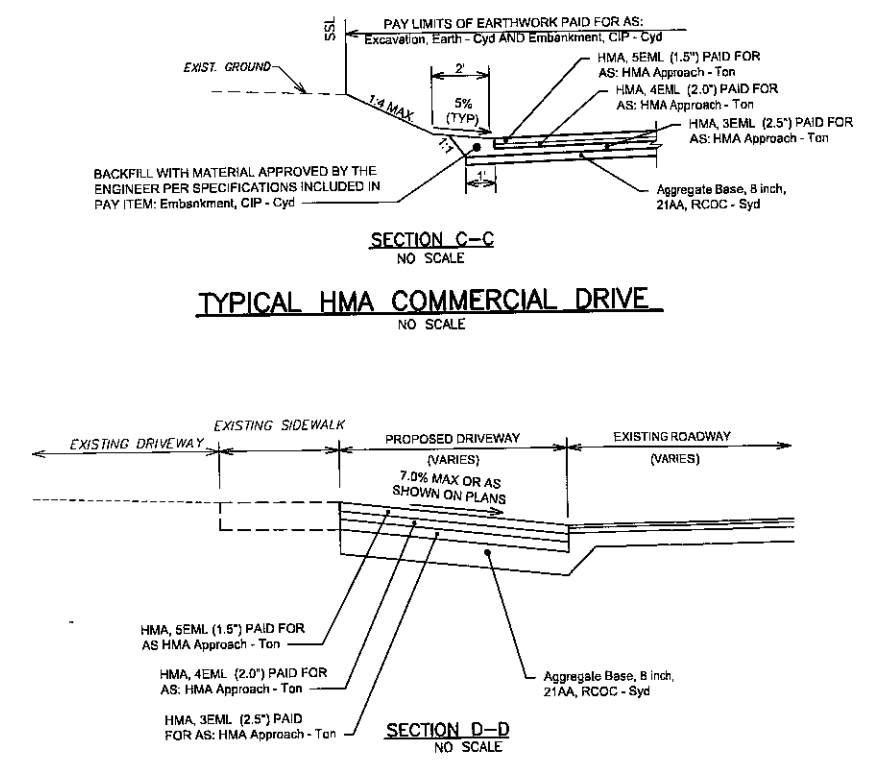 SSL
PAY LIMITS OF EARTHWORK PAID FOR AS:
Excavation, Earth - Cyd AND Embankment, CIP - Cyd
EXIST. GROUND
2'
1:4 MAX.
5%
(TYP)
1:1
1'
HMA, 5EML (1.5") PAID FOR
AS: HMA Approach - Ton
HMA, 4EML (2.0") PAID FOR
AS: HMA Approach - Ton
HMA, 3EML (2.5") PAID FOR
AS: HMA Approach - Ton
BACKFILL WITH MATERIAL APPROVED BY THE
ENGINEER PER SPECIFICATIONS INCLUDED IN
PAY ITEM: Embankment, CIP - Cyd
Aggregate Base, 8 inch,
21AA, RCOC - Syd
SECTION C-C
NO SCALE
TYPICAL HMA COMMERCIAL DRIVE
NO SCALE
EXISTING DRIVEWAY
EXISTING SIDEWALK
PROPOSED DRIVEWAY
(VARIES)
EXISTING ROADWAY
(VARIES)
7.0% MAX OR AS
SHOWN ON PLANS
HMA, 5EML (1.5") PAID FOR
AS HMA Approach - Ton
HMA, 4EML (2.0") PAID FOR
AS: HMA Approach - Ton
HMA, 3EML (2.5") PAID
FOR AS: HMA Approach - Ton
Aggregate Base, 8 inch,
21AA, RCOC - Syd
SECTION D-D
NO SCALE